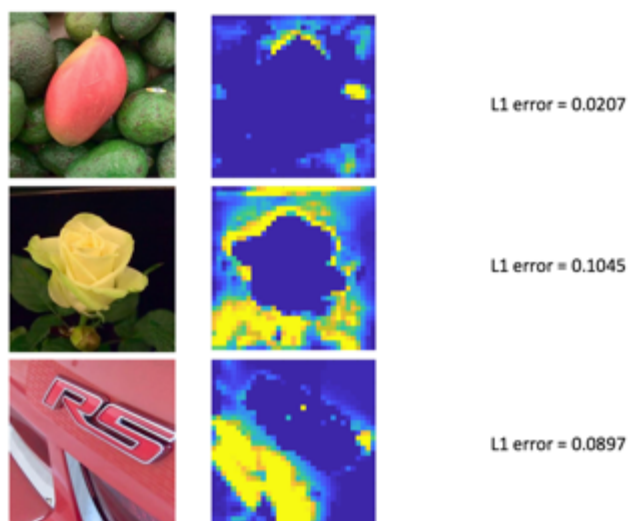 L1 error = 0.0207
L1 error = 0.1045
RS
L1 error = 0.0897